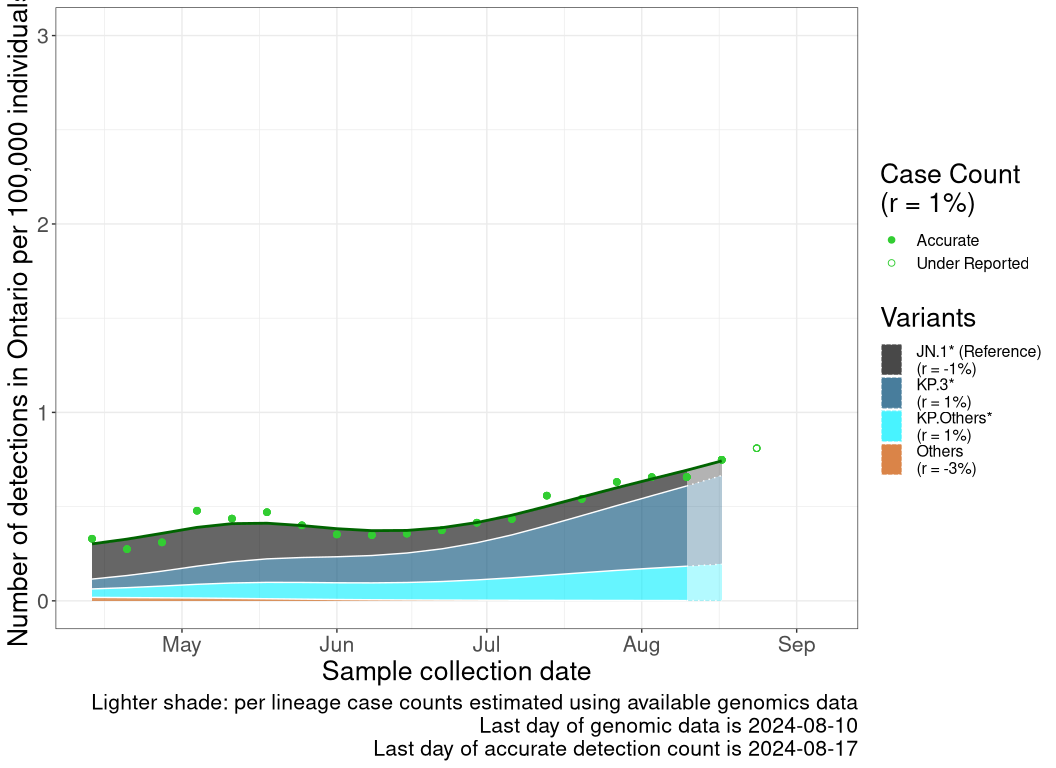 Number of detections in Ontario per 100,000 individuals
3
2
1
0
May Jun Jul Aug Sep
Sample collection date
Lighter shade: per lineage case counts estimated using available genomics data
Last day of genomic data is 2024-08-10
Last day of accurate detection count is 2024-08-17
Case Count
(r = 1%)
Accurate
Under Reported
Variants
JN.1* (Reference)
(r = -1%)
KP.3*
(r = 1%)
KP.Others*
(r = 1%)
Others
(r = -3%)